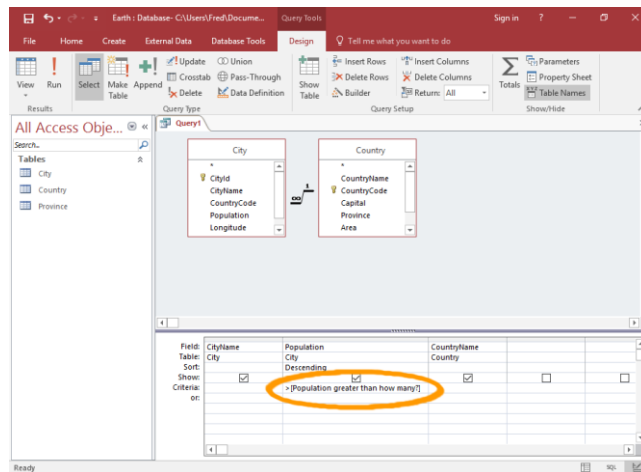 Earth : Database- C:\Users\Fred\Docume... Query Tools Sign in ?
File Home Create External Data Database Tools Design Tell me what you want to do
View Run Select Make Table Append
Update Union
Crosstab Pass-Through
Delete Data Definition
Show Table
Insert Rows Insert Columns
Delete Rows Delete Columns
Builder Return: All
Totals
Parameters
Property Sheet
XYZ Table Names
Results Query Type Query Setup Show/Hide
All Access Obje... «
Search..
Tables
City
Country
Province
Query1
City
*
CityId
CityName
CountryCode
Population
Longitude
∞ 1
Country
*
CountryName
CountryCode
Capital
Province
Area
Field: CityName Population CountryName
Table: City City Country
Sort: Descending
Show:
Criteria: >[Population greater than how many?]
or:
Ready SQL